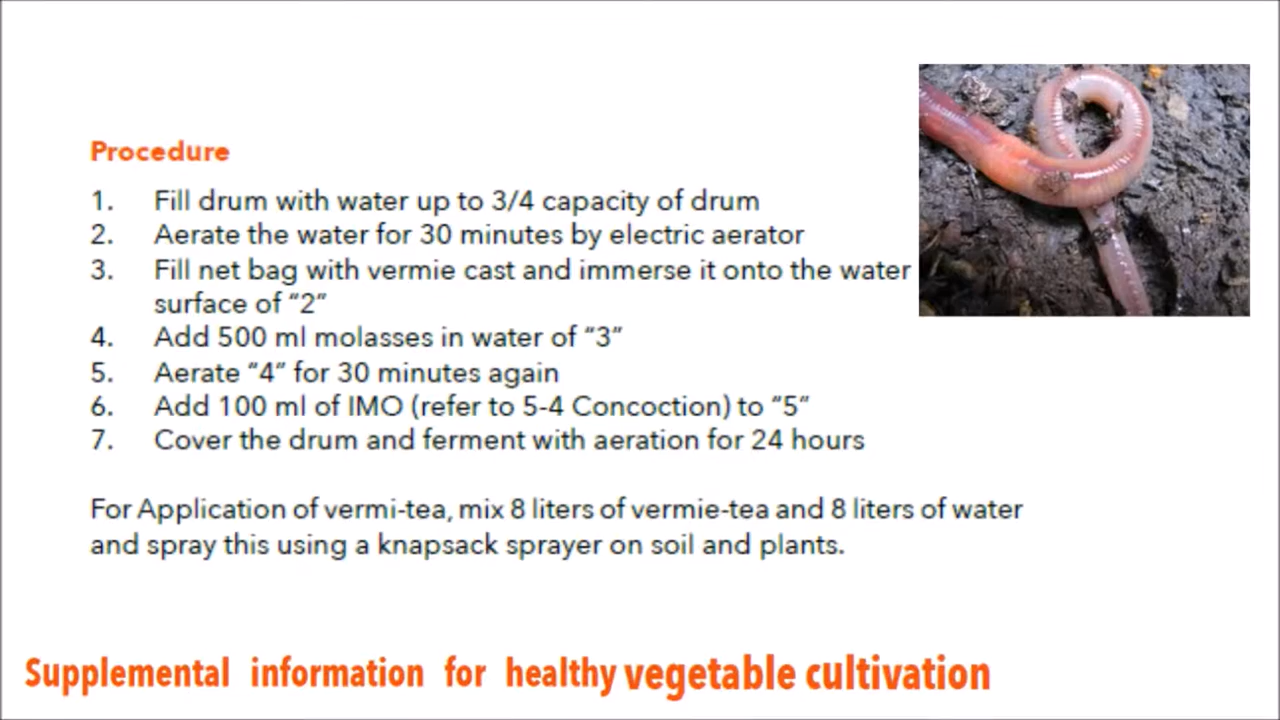 Procedure
1. Fill drum with water up to 3/4 capacity of drum
2. Aerate the water for 30 minutes by electric aerator
3. Fill net bag with vermie cast and immerse it onto the water
surface of “2”
4. Add 500 ml molasses in water of “3”
5. Aerate “4” for 30 minutes again
6. Add 100 ml of IMO (refer to 5-4 Concoction) to “5”
7. Cover the drum and ferment with aeration for 24 hours
For Application of vermi-tea, mix 8 liters of vermie-tea and 8 liters of water
and spray this using a knapsack sprayer on soil and plants.
Supplemental information for healthy vegetable cultivation